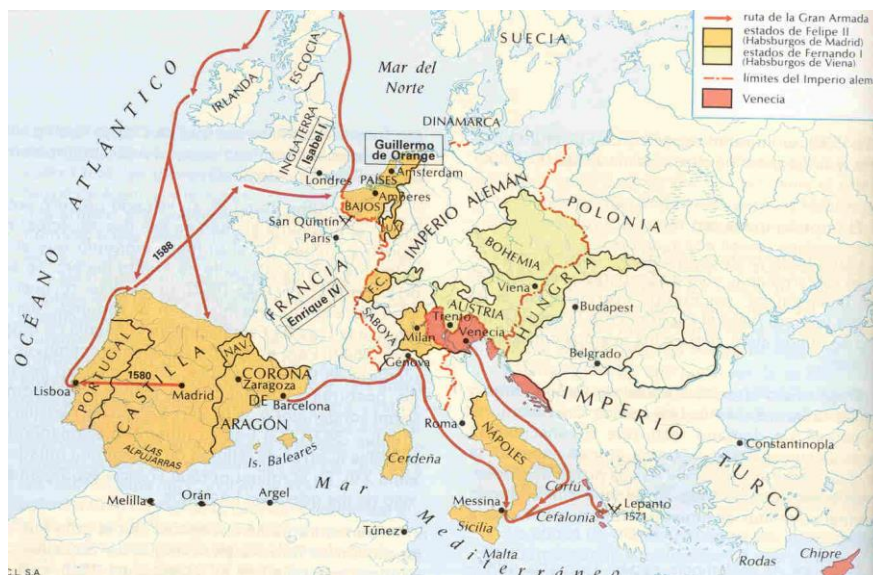 ruta de la Gran Armada
estados de Felipe II
(Habsburgos de Madrid)
estados de Fernando I
(Habsburgos de Viena)
límites del Imperio alem
Venecia
SUECIA
Mar del
Norte
ESCOCIA
IRLANDA
DINAMARCA
INGLATERRA
Isabel I
Guillermo
de Orange
Londres
PAÍSES
BAJOS
Amsterdam
Amberes
LUX
San Quintín
París
IMPERIO ALEMÁN
POLONIA
BOHEMIA
Viena
HUNGRÍA
AUSTRIA
Budapest
Trento
Venecia
Belgrado
FRANCIA
Enrique IV
F.C.
SABOYA
Milán
Génova
OCÉANO ATLÁNTICO
1588
PORTUGAL
CASTILLA
NAV.
CORONA
DE
ARAGÓN
Zaragoza
Barcelona
1580
Lisboa
Madrid
LAS
ALPUJARRAS
Is. Baleares
Roma
NÁPOLES
Cerdeña
IMPERIO
TURCO
Constantinopla
Melilla
Orán
Argel
Mar
Mediterráneo
Túnez
Messina
Sicilia
Malta
Corfú
Cefalonia
Lepanto
1571
Rodas
Chipre
CL SA